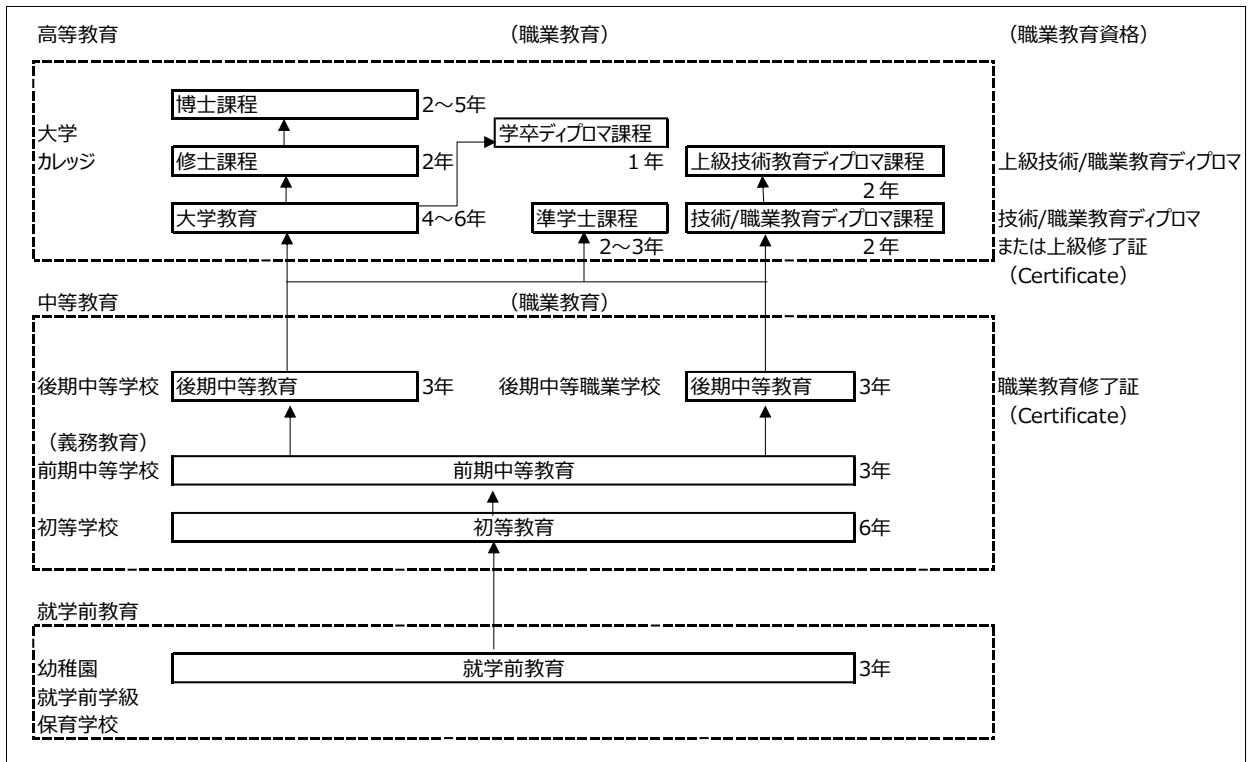 高等教育 （職業教育） （職業教育資格）
博士課程 2～5年
大学 学卒ディプロマ課程
カレッジ 修士課程 2年 １年 上級技術教育ディプロマ課程 上級技術/職業教育ディプロマ
２年
大学教育 4～6年 準学士課程 技術/職業教育ディプロマ課程 技術/職業教育ディプロマ
2～3年 ２年 または上級修了証
（Certificate）
中等教育 （職業教育）
後期中等学校 後期中等教育 3年 後期中等職業学校 後期中等教育 3年 職業教育修了証
（Certificate）
（義務教育）
前期中等学校 前期中等教育 3年
初等学校 初等教育 6年
就学前教育
幼稚園 就学前教育 3年
就学前学級
保育学校